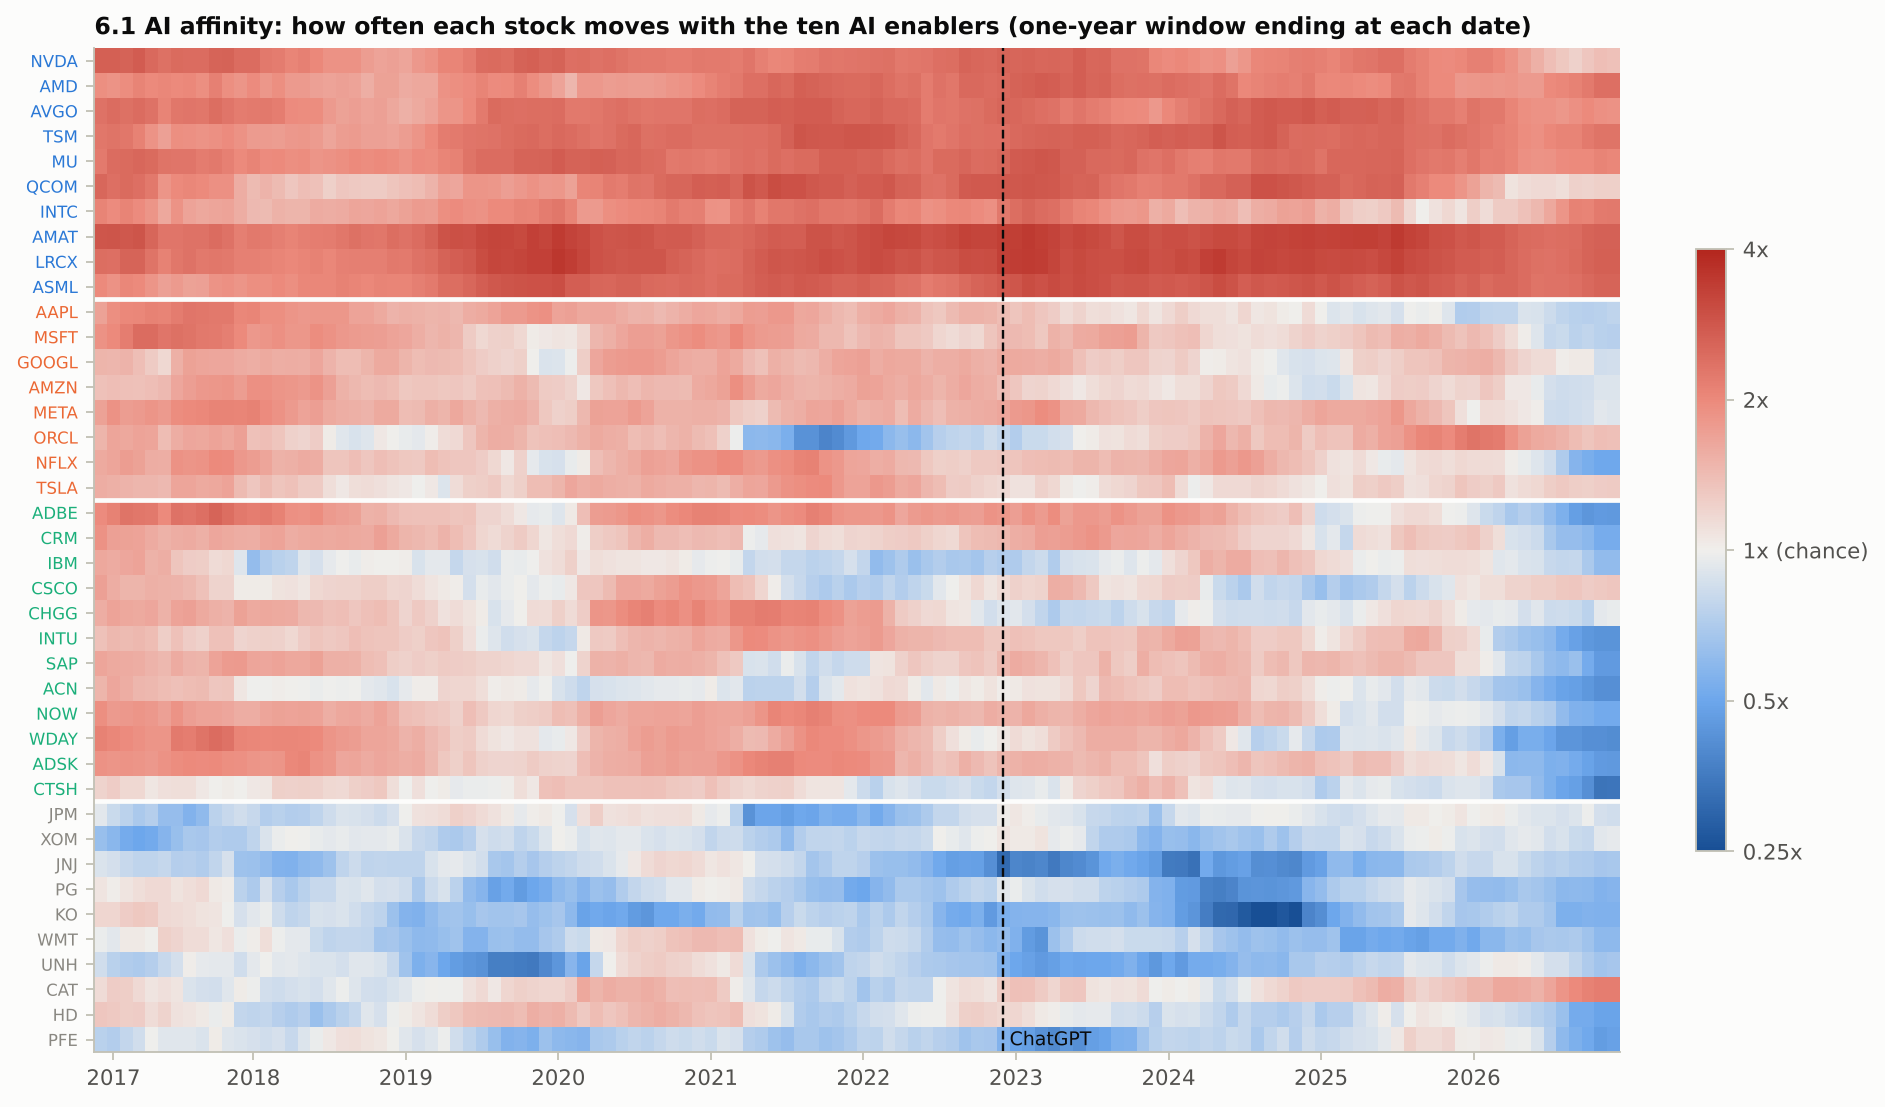 6.1 AI affinity: how often each stock moves with the ten AI enablers (one-year window ending at each date)
NVDA
AMD
AVGO
TSM
MU
QCOM
INTC
AMAT
LRCX
ASML
AAPL
MSFT
GOOGL
AMZN
META
ORCL
NFLX
TSLA
ADBE
CRM
IBM
CSCO
CHGG
INTU
SAP
ACN
NOW
WDAY
ADSK
CTSH
JPM
XOM
JNJ
PG
KO
WMT
UNH
CAT
HD
PFE
ChatGPT
2017 2018 2019 2020 2021 2022 2023 2024 2025 2026
4x
2x
1x (chance)
0.5x
0.25x